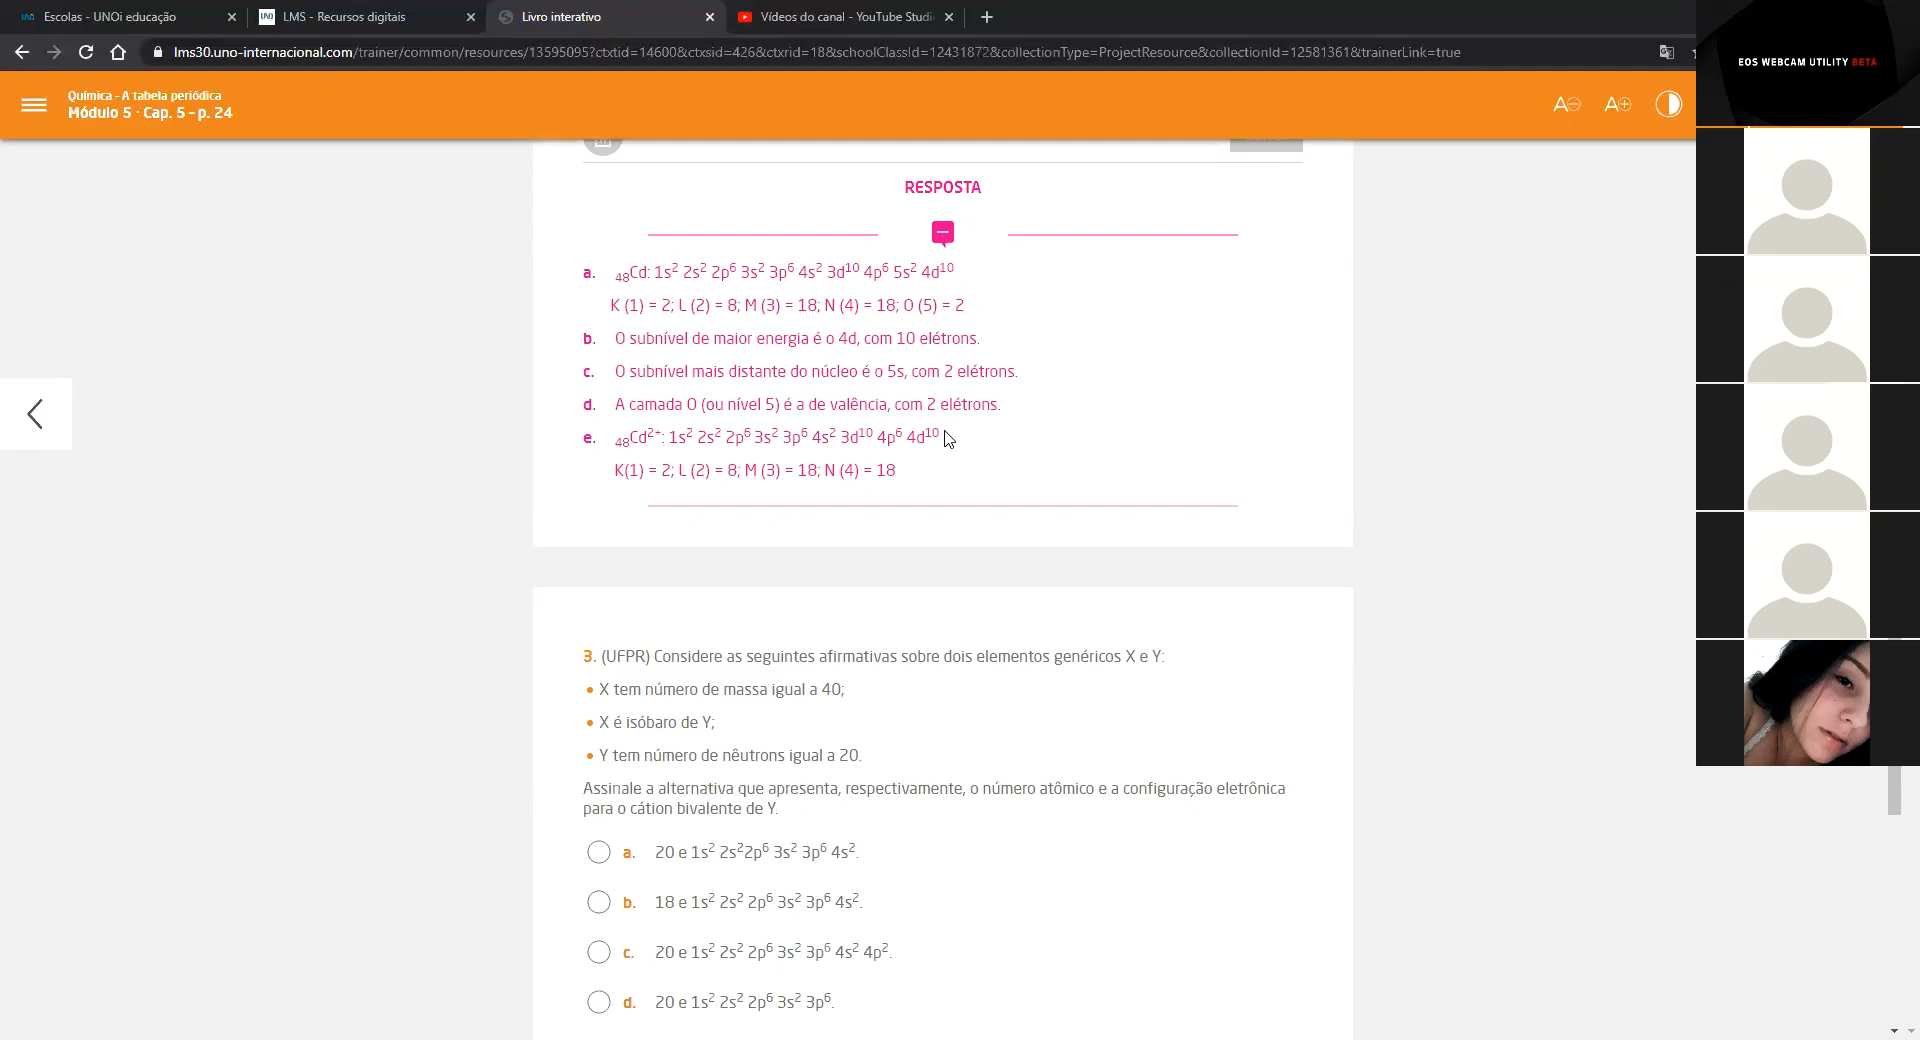 Escolas - UNOi educação
LMS - Recursos digitais
Livro interativo
Vídeos do canal - YouTube Studi
lms30.uno-internacional.com/trainer/common/resources/13595095?ctxtid=14600&ctxsid=426&ctxrid=18&schoolClassId=12431872&collectionType=ProjectResource&collectionId=12581361&trainerLink=true
EOS WEBCAM UTILITY BETA
Química - A tabela periódica
Módulo 5 · Cap. 5 - p. 24
RESPOSTA
a. ₄₈Cd: 1s² 2s² 2p⁶ 3s² 3p⁶ 4s² 3d¹⁰ 4p⁶ 5s² 4d¹⁰
K (1) = 2; L (2) = 8; M (3) = 18; N (4) = 18; O (5) = 2
b. O subnível de maior energia é o 4d, com 10 elétrons.
c. O subnível mais distante do núcleo é o 5s, com 2 elétrons.
d. A camada O (ou nível 5) é a de valência, com 2 elétrons.
e. ₄₈Cd²⁺: 1s² 2s² 2p⁶ 3s² 3p⁶ 4s² 3d¹⁰ 4p⁶ 4d¹⁰
K(1) = 2; L (2) = 8; M (3) = 18; N (4) = 18
3. (UFPR) Considere as seguintes afirmativas sobre dois elementos genéricos X e Y:
• X tem número de massa igual a 40;
• X é isóbaro de Y;
• Y tem número de nêutrons igual a 20.
Assinale a alternativa que apresenta, respectivamente, o número atômico e a configuração eletrônica
para o cátion bivalente de Y.
a. 20 e 1s² 2s²2p⁶ 3s² 3p⁶ 4s².
b. 18 e 1s² 2s² 2p⁶ 3s² 3p⁶ 4s².
c. 20 e 1s² 2s² 2p⁶ 3s² 3p⁶ 4s² 4p².
d. 20 e 1s² 2s² 2p⁶ 3s² 3p⁶.